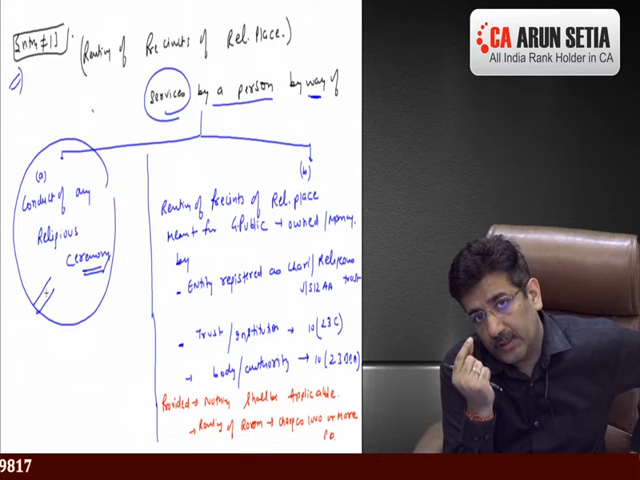 Entry #13 (Renting of Precincts of Rel. Place.)
Services by a person by way of
(a)
Conduct of any
Religious
Ceremony
(b)
Renting of precints of Rel. place
Meant for G.Public → owned/Manag.
by
- Entity registered as chari/Religious
U/S 12AA trust
- Trust/Institution → 10(23C)
→ body/authority → 10(23BBA)
Provided → Nothing Shall be Applicable.
→ Renting of Room → charges 1000 or More
P.D
CA ARUN SETIA
All India Rank Holder in CA
9817